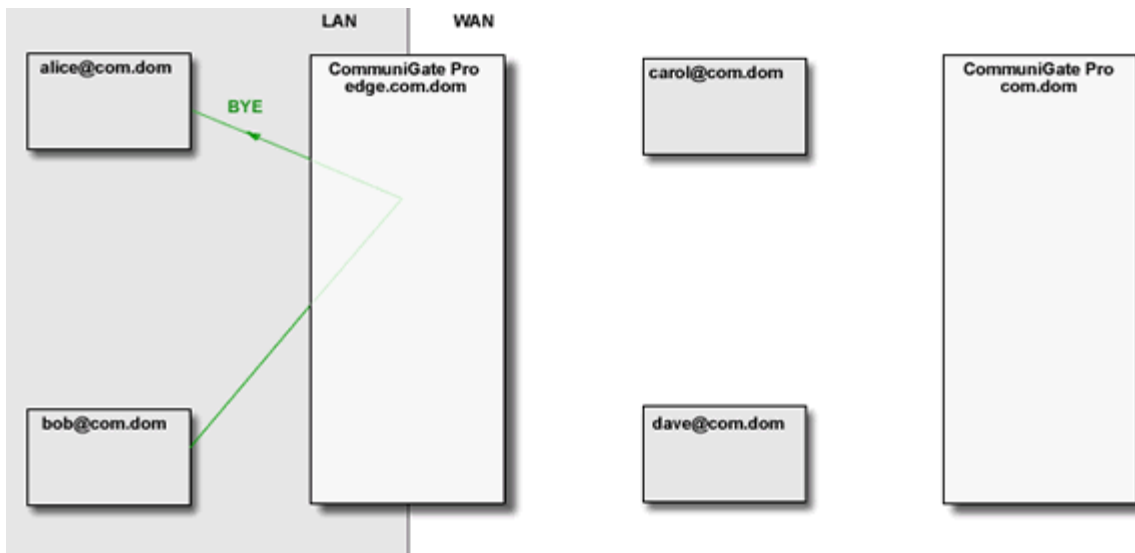 LAN
WAN
alice@com.dom
CommuniGate Pro
edge.com.dom
carol@com.dom
CommuniGate Pro
com.dom
BYE
bob@com.dom
dave@com.dom